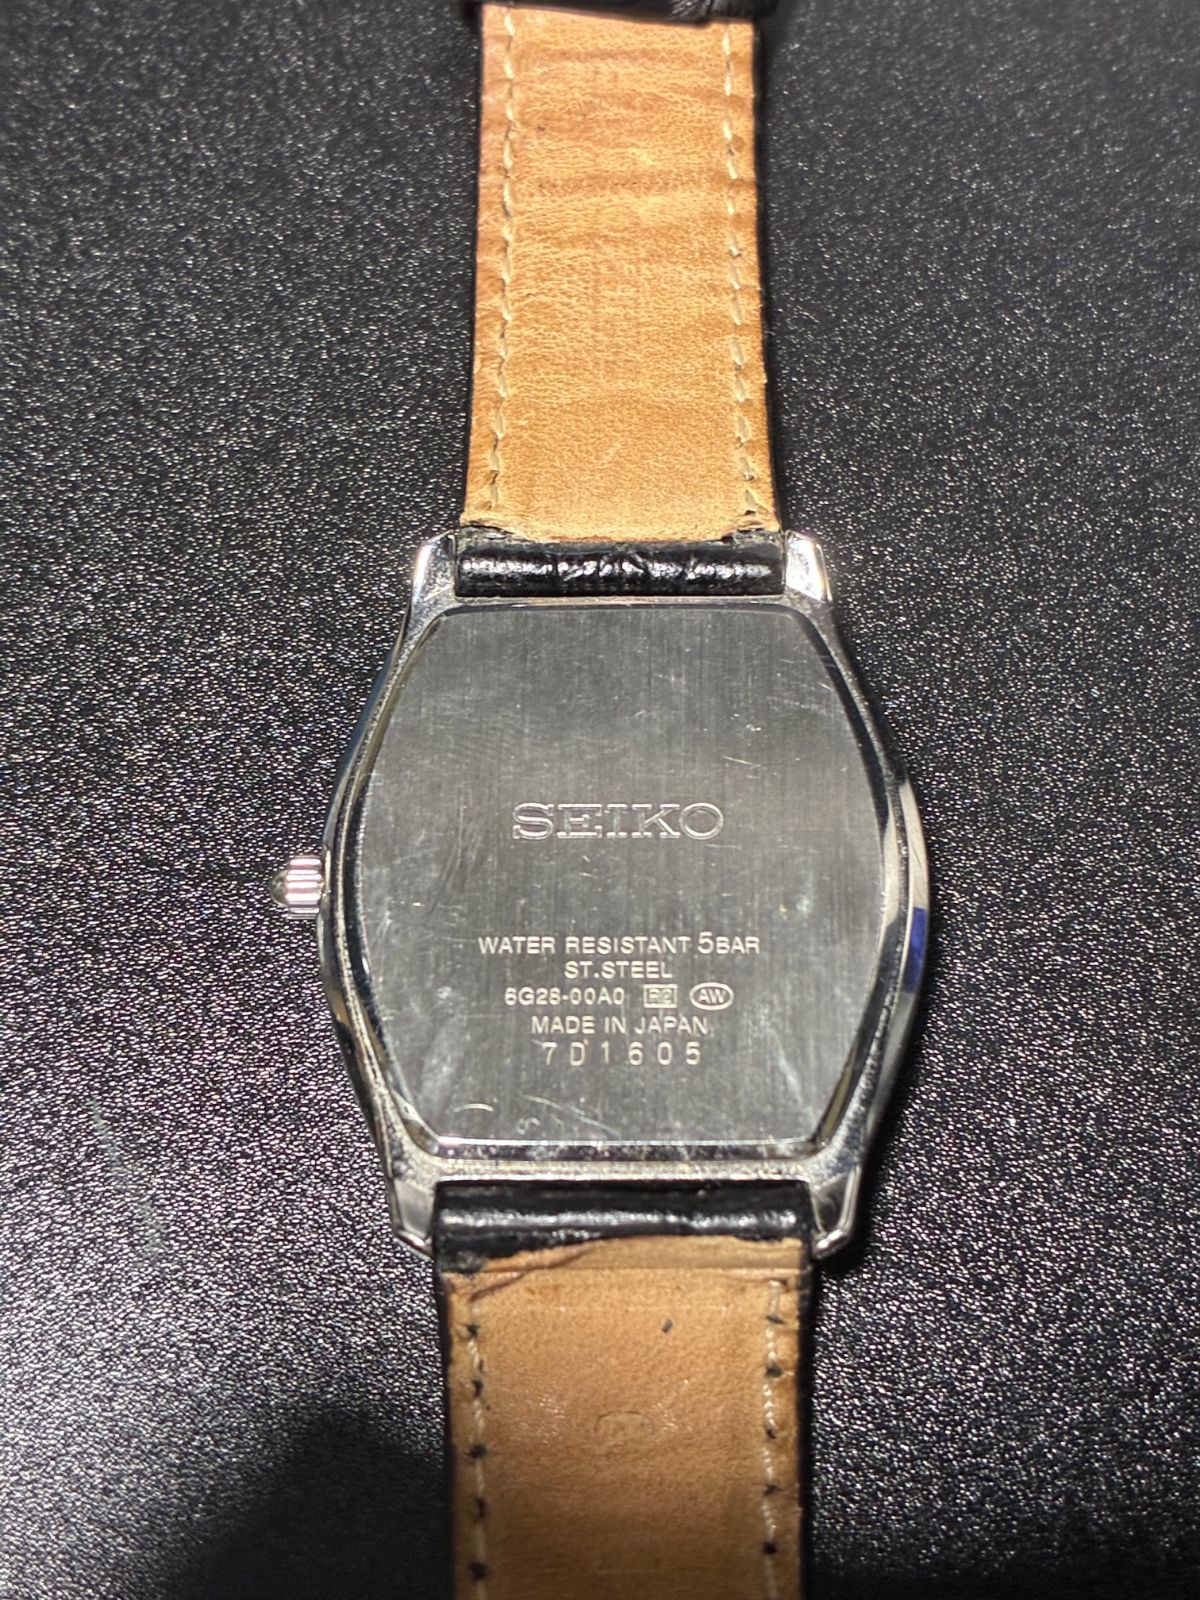 SEIKO
WATER RESISTANT 5BAR
ST.STEEL
6G28-00A0 R2 AW
MADE IN JAPAN
7D1605